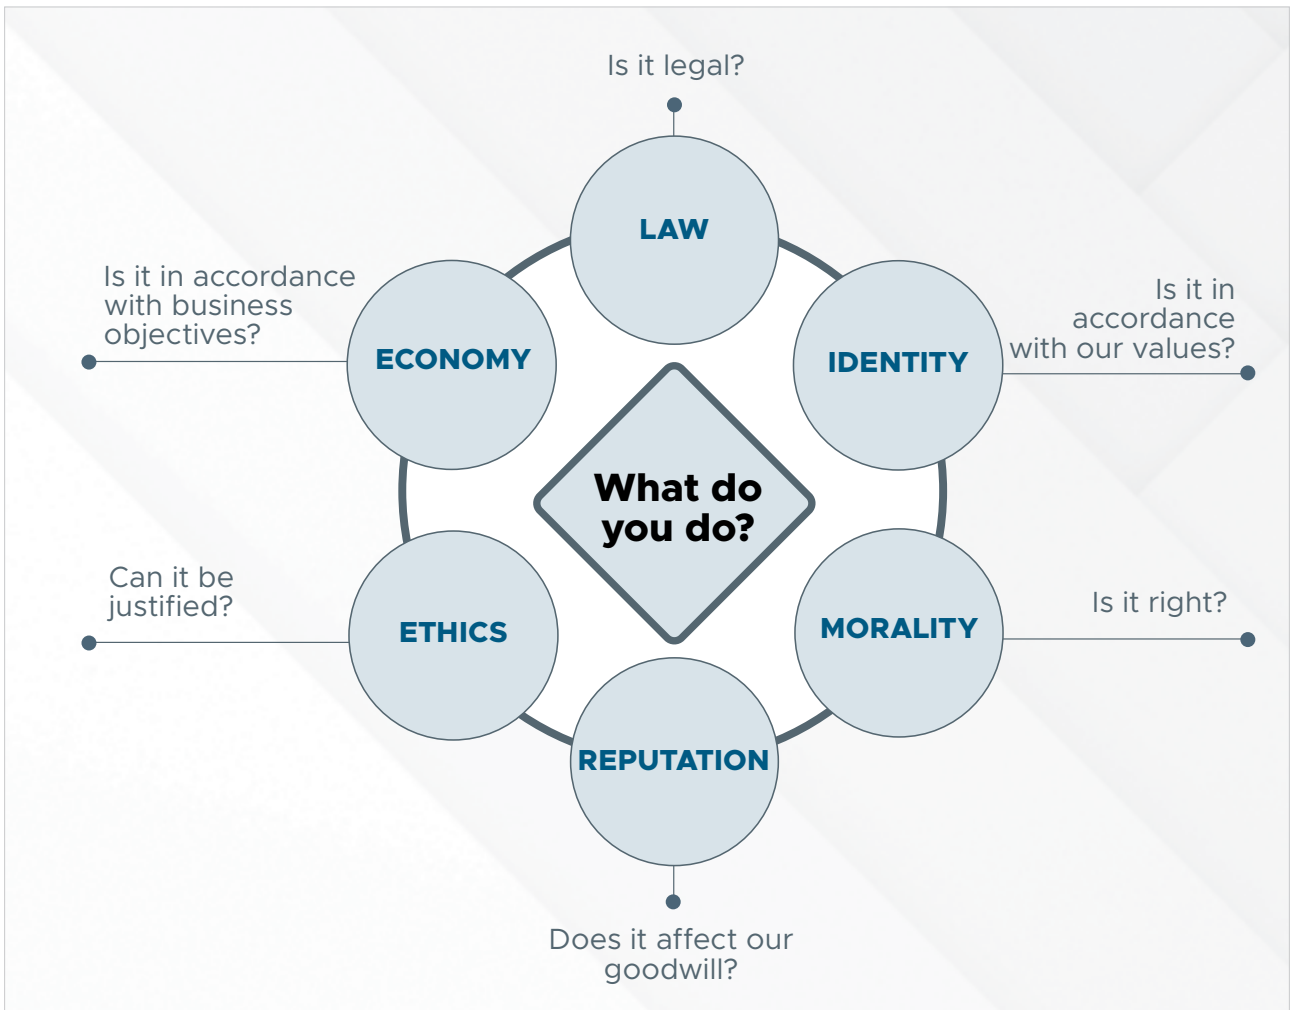 Is it legal?
LAW
Is it in accordance
with business
objectives?
ECONOMY
Is it in
accordance
with our values?
IDENTITY
What do
you do?
Can it be
justified?
ETHICS
Is it right?
MORALITY
REPUTATION
Does it affect our
goodwill?